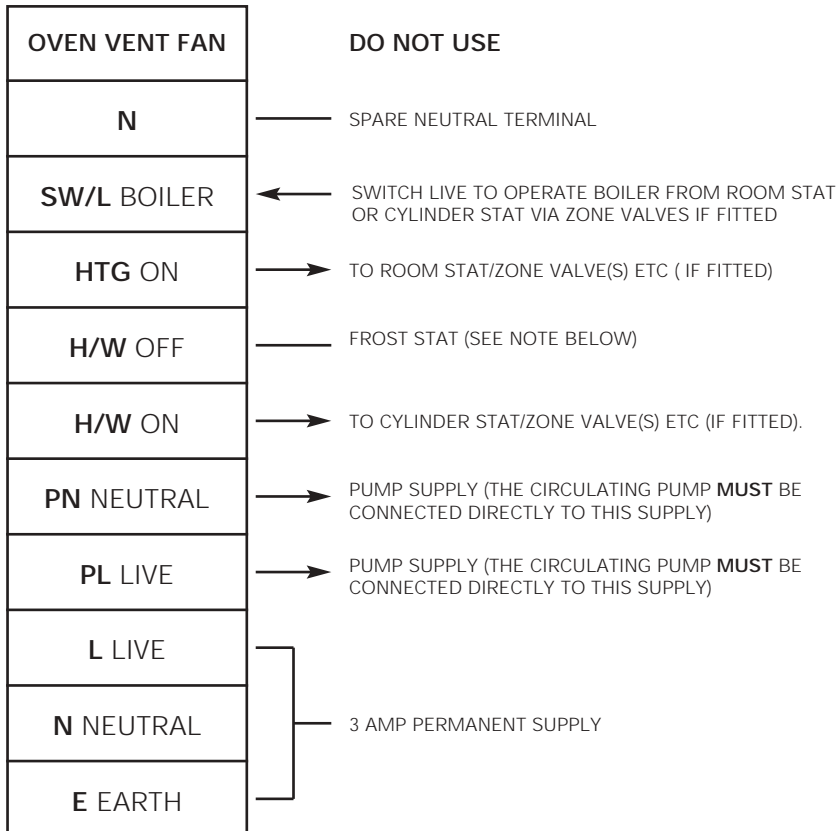 OVEN VENT FAN DO NOT USE
N SPARE NEUTRAL TERMINAL
SW/L BOILER SWITCH LIVE TO OPERATE BOILER FROM ROOM STAT
OR CYLINDER STAT VIA ZONE VALVES IF FITTED
HTG ON TO ROOM STAT/ZONE VALVE(S) ETC ( IF FITTED)
H/W OFF FROST STAT (SEE NOTE BELOW)
H/W ON TO CYLINDER STAT/ZONE VALVE(S) ETC (IF FITTED).
PN NEUTRAL PUMP SUPPLY (THE CIRCULATING PUMP MUST BE
CONNECTED DIRECTLY TO THIS SUPPLY)
PL LIVE PUMP SUPPLY (THE CIRCULATING PUMP MUST BE
CONNECTED DIRECTLY TO THIS SUPPLY)
L LIVE
N NEUTRAL 3 AMP PERMANENT SUPPLY
E EARTH